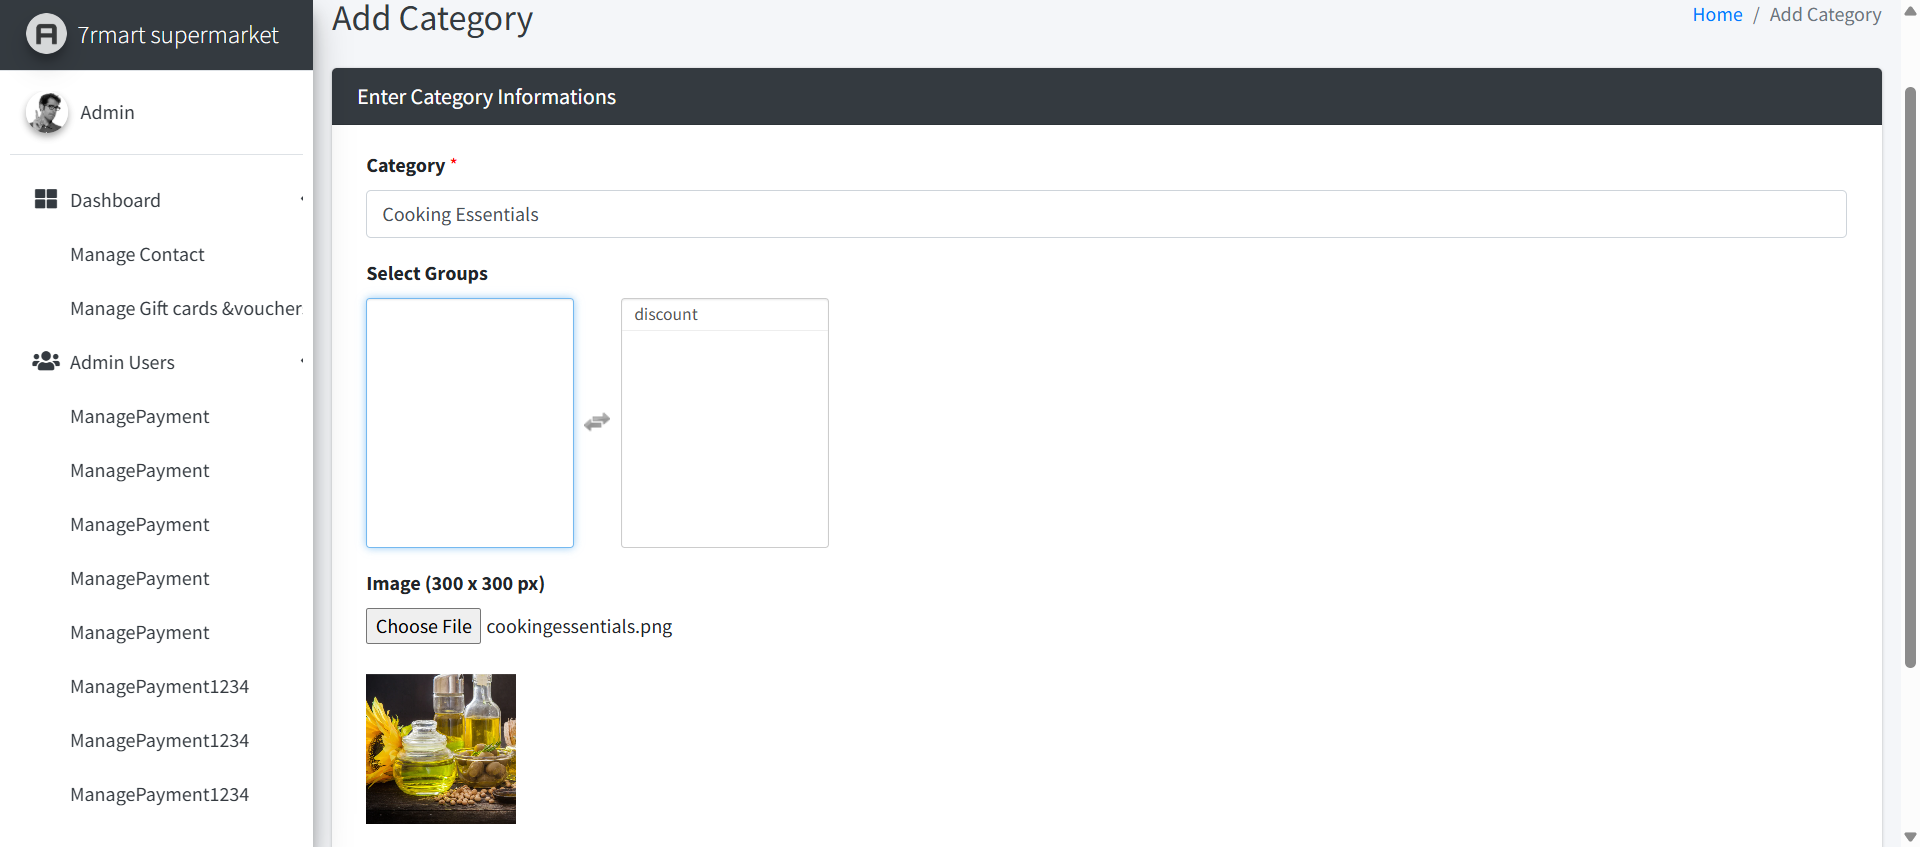 7rmart supermarket
Admin
Dashboard
Manage Contact
Manage Gift cards &voucher
Admin Users
ManagePayment
ManagePayment
ManagePayment
ManagePayment
ManagePayment
ManagePayment1234
ManagePayment1234
ManagePayment1234
Add Category
Home / Add Category
Enter Category Informations
Category *
Cooking Essentials
Select Groups
discount
Image (300 x 300 px)
Choose File cookingessentials.png